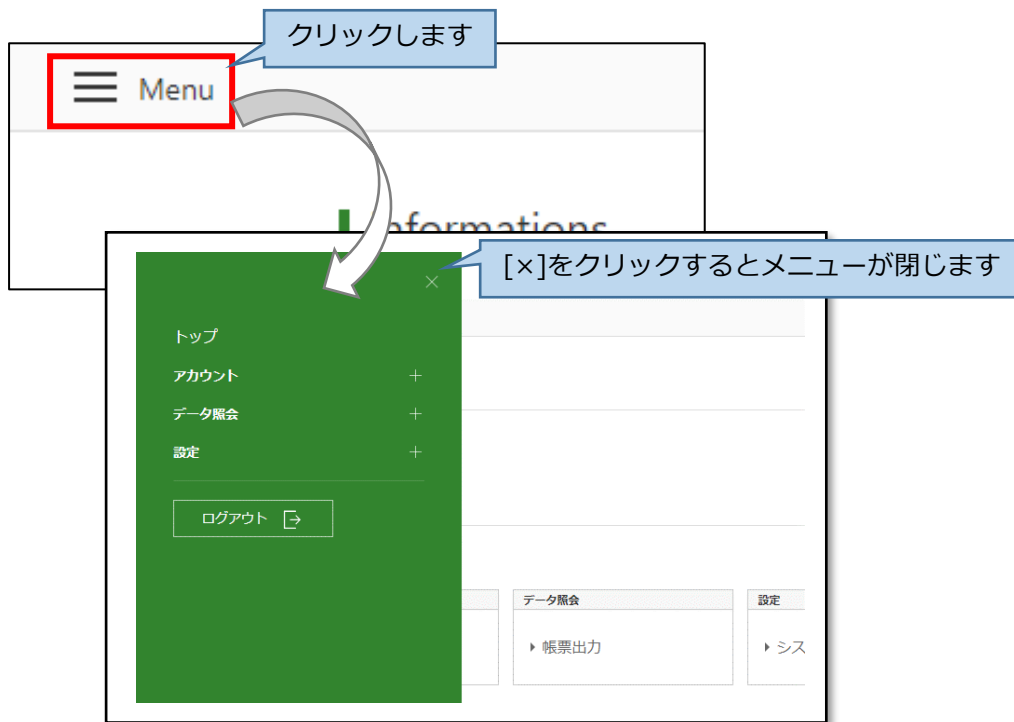 クリックします
Menu
Informations
[×]をクリックするとメニューが閉じます
トップ
アカウント
データ照会
設定
ログアウト
データ照会
設定
帳票出力
シス